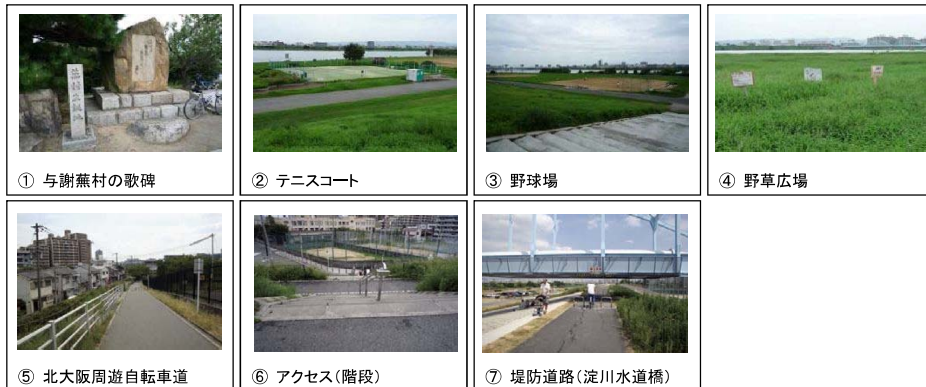 ① 与謝蕪村の歌碑
② テニスコート
③ 野球場
④ 野草広場
⑤ 北大阪周遊自転車道
⑥ アクセス(階段)
⑦ 堤防道路(淀川水道橋)